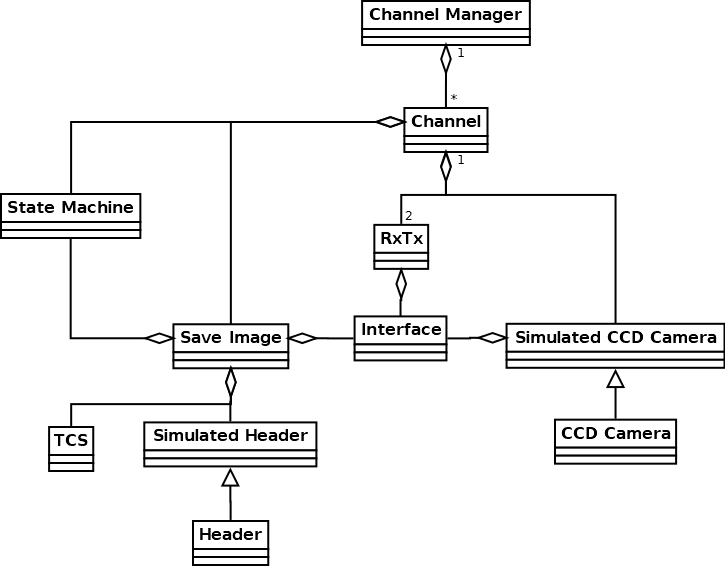 Channel Manager
1
*
Channel
1
State Machine
2
RxTx
Save Image
Interface
Simulated CCD Camera
TCS
Simulated Header
CCD Camera
Header